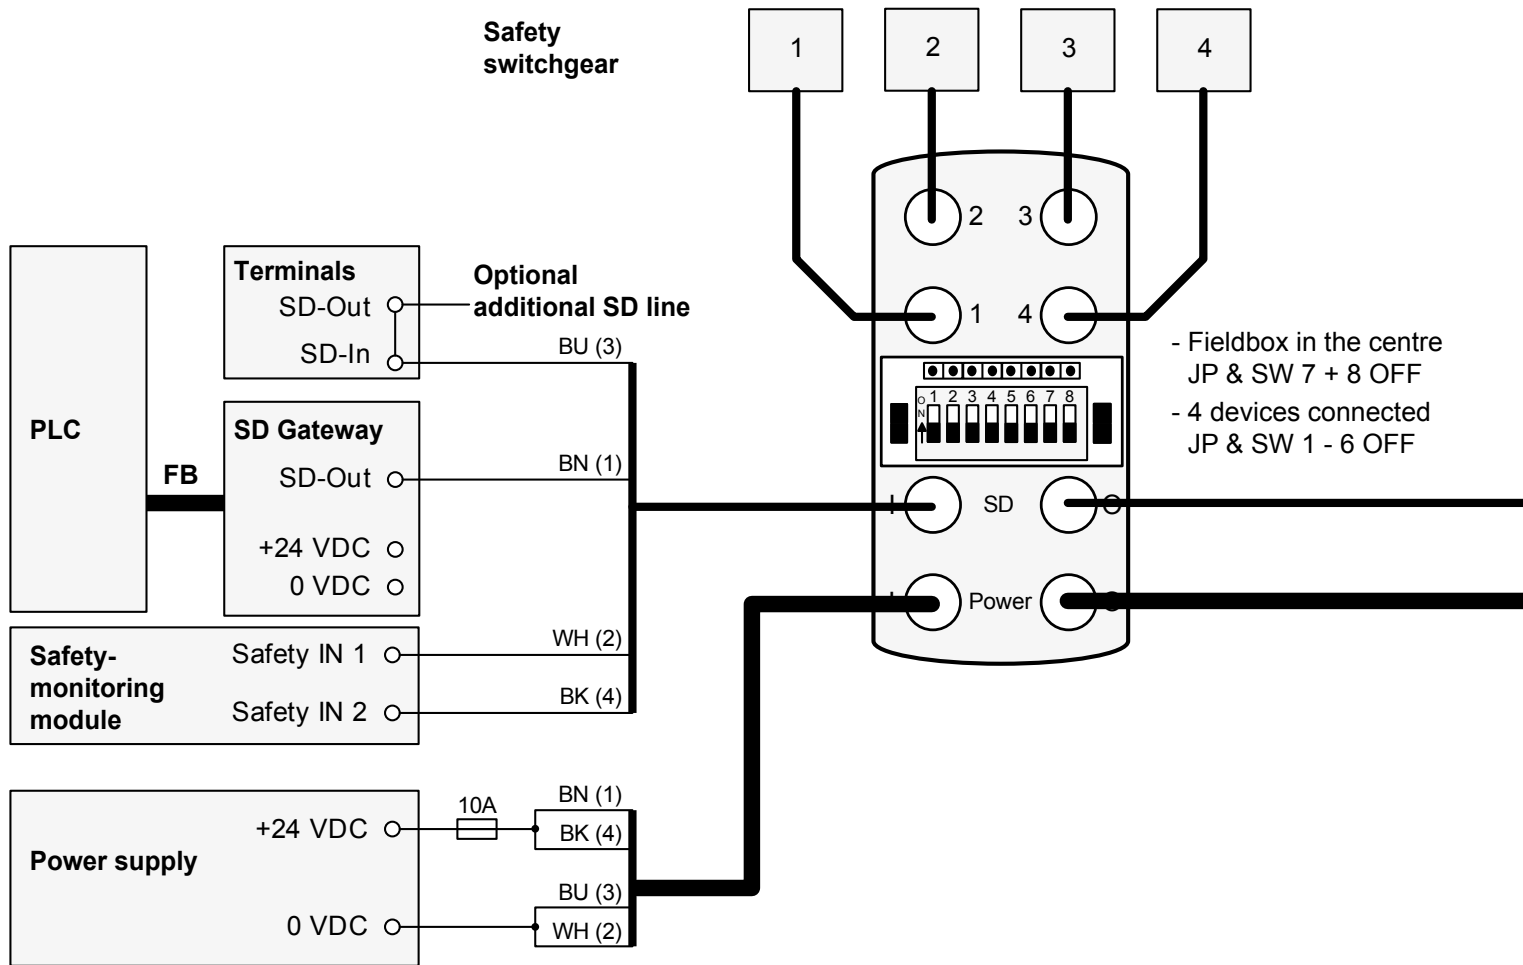 Safety
switchgear
1
2
3
4
2
3
1
4
Terminals
SD-Out
SD-In
Optional
additional SD line
BU (3)
PLC
FB
SD Gateway
SD-Out
+24 VDC
0 VDC
BN (1)
Safety-
monitoring
module
Safety IN 1
Safety IN 2
WH (2)
BK (4)
O
N
1 2 3 4 5 6 7 8
- Fieldbox in the centre
JP & SW 7 + 8 OFF
- 4 devices connected
JP & SW 1 - 6 OFF
I SD O
I Power O
Power supply
+24 VDC
0 VDC
10A
BN (1)
BK (4)
BU (3)
WH (2)